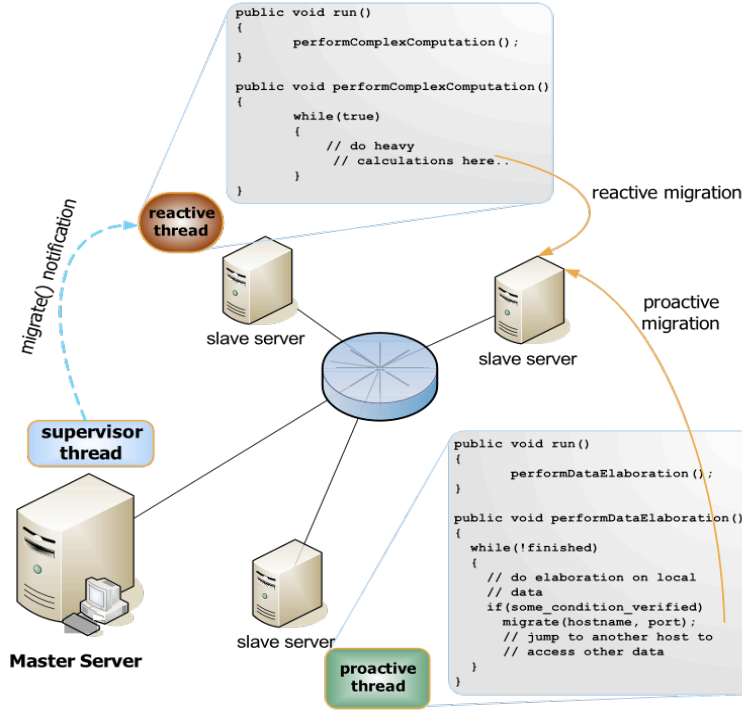 public void run()
{
performComplexComputation();
}
public void performComplexComputation()
{
while(true)
{
// do heavy
// calculations here..
}
}
reactive
thread
reactive migration
migrate() notification
slave server
slave server
proactive
migration
supervisor
thread
public void run()
{
performDataElaboration();
}
public void performDataElaboration()
{
while(!finished)
{
// do elaboration on local
// data
if(some_condition_verified)
migrate(hostname, port);
// jump to another host to
// access other data
}
}
slave server
Master Server
proactive
thread